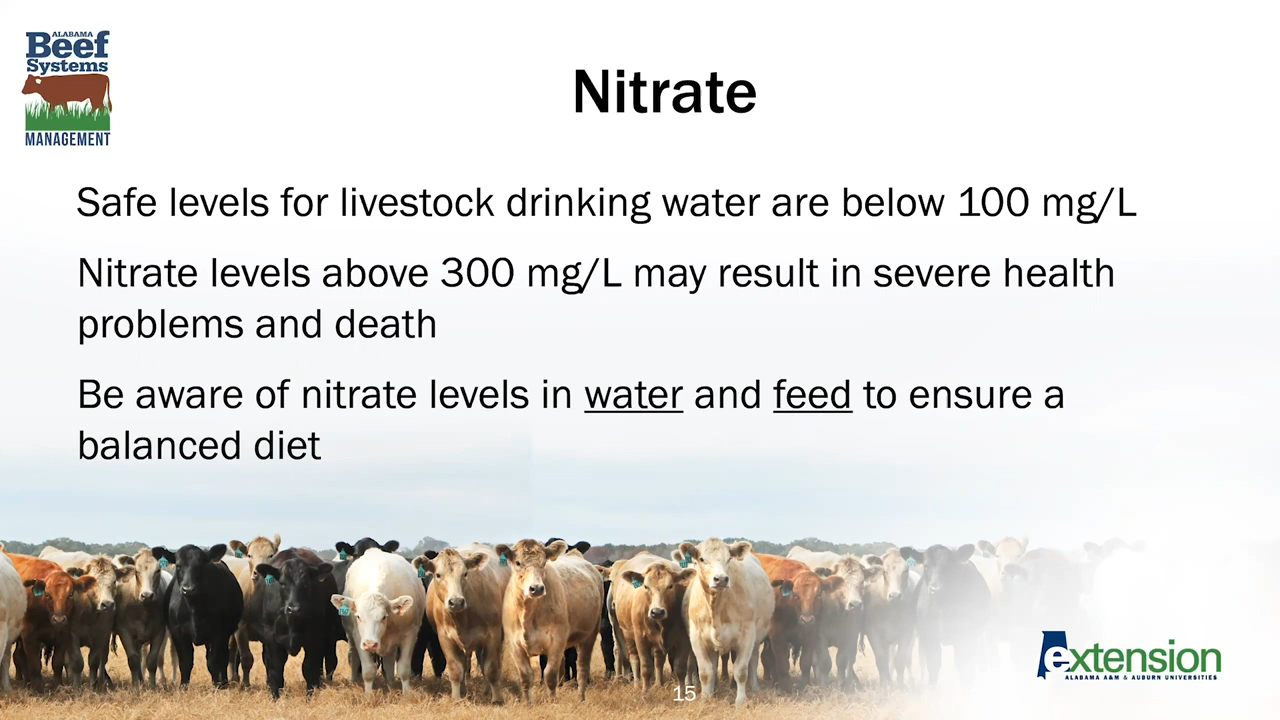 ALABAMA
Beef
Systems
MANAGEMENT
Nitrate
Safe levels for livestock drinking water are below 100 mg/L
Nitrate levels above 300 mg/L may result in severe health
problems and death
Be aware of nitrate levels in water and feed to ensure a
balanced diet
extension
ALABAMA A&M & AUBURN UNIVERSITIES
15